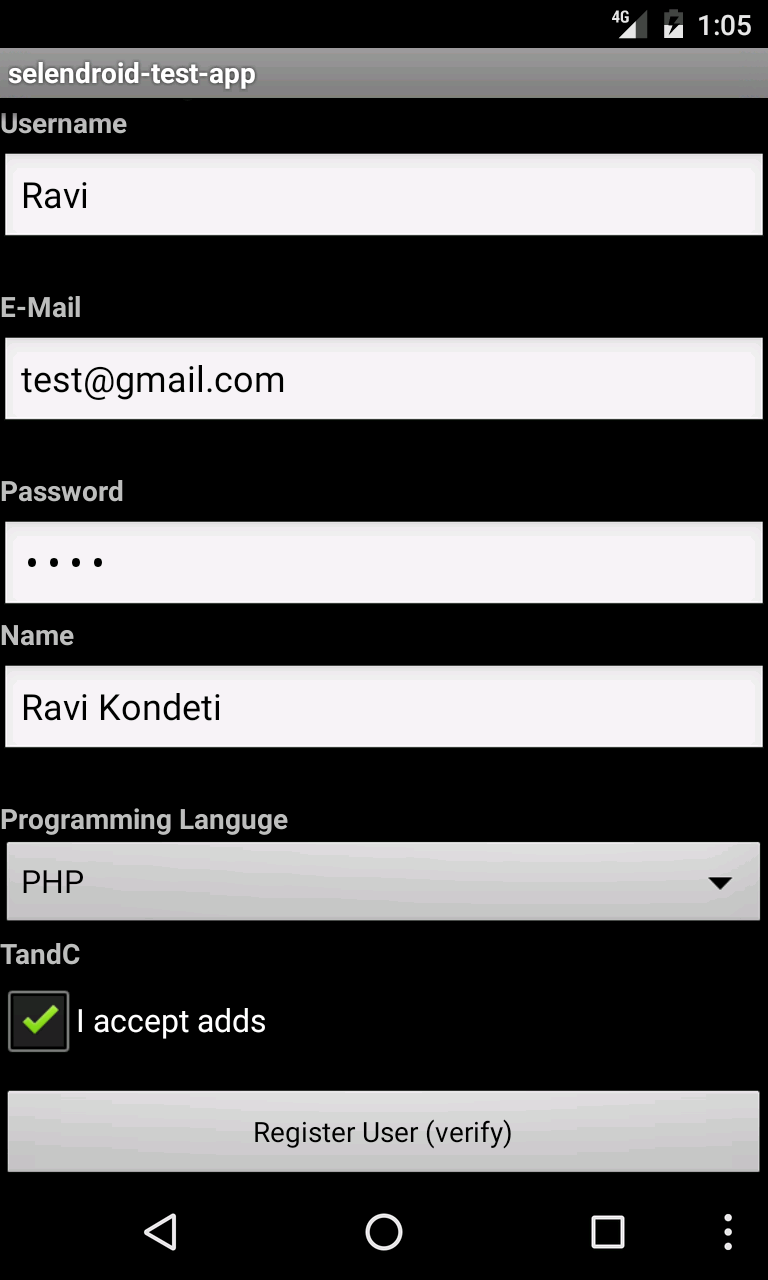 4G 1:05
selendroid-test-app
Username
Ravi
E-Mail
test@gmail.com
Password
••••
Name
Ravi Kondeti
Programming Languge
PHP
TandC
I accept adds
Register User (verify)